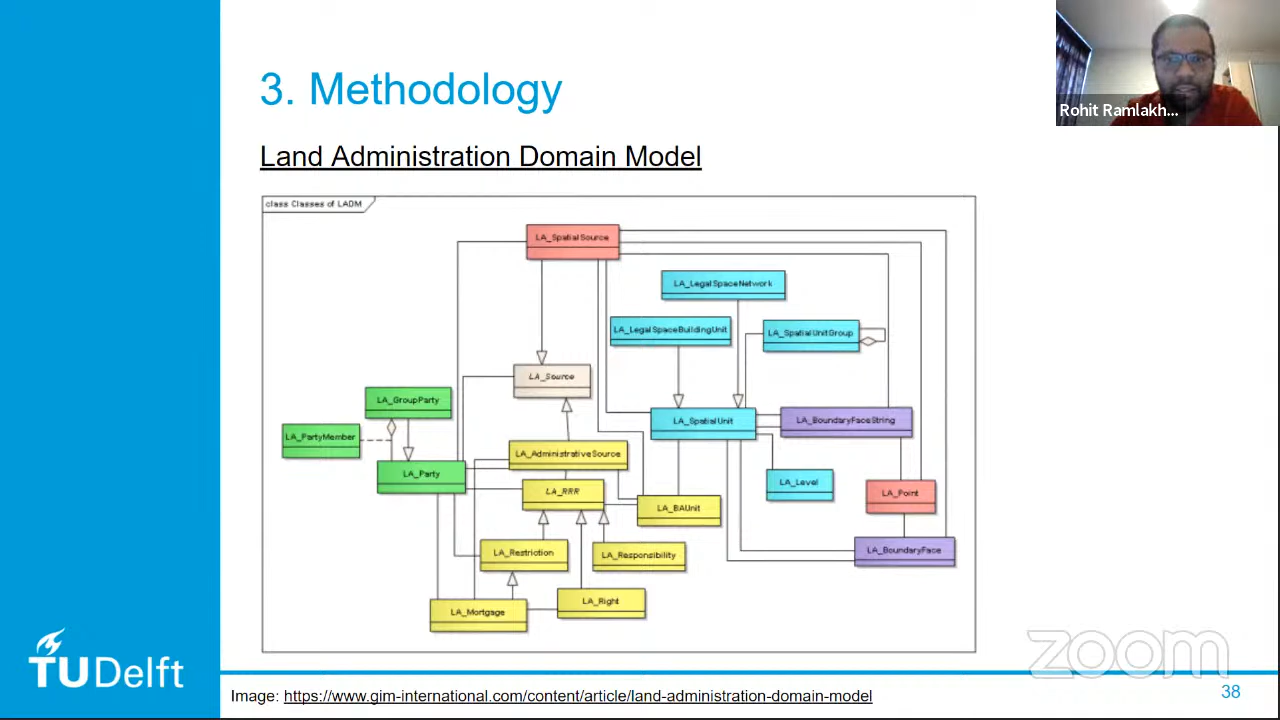 3. Methodology
Rohit Ramlakh...
Land Administration Domain Model
class Classes of LADM
LA_SpatialSource
LA_LegalSpaceNetwork
LA_LegalSpaceBuildingUnit
LA_SpatialUnitGroup
LA_Source
LA_GroupParty
LA_SpatialUnit
LA_BoundaryFaceString
LA_PartyMember
LA_AdministrativeSource
LA_Party
LA_Level
LA_RRR
LA_Point
LA_BAUnit
LA_Restriction
LA_Responsibility
LA_BoundaryFace
LA_Mortgage
LA_Right
zoom
TUDelft
Image: https://www.gim-international.com/content/article/land-administration-domain-model
38